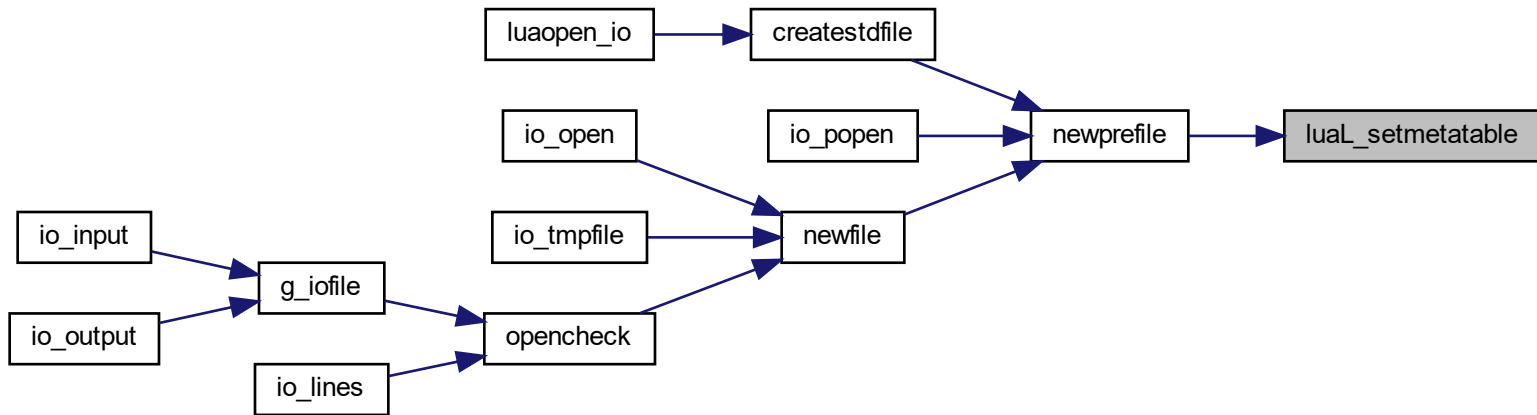 luaopen_io
createstdfile
io_open
io_popen
newprefile
luaL_setmetatable
io_input
io_tmpfile
newfile
g_iofile
io_output
opencheck
io_lines